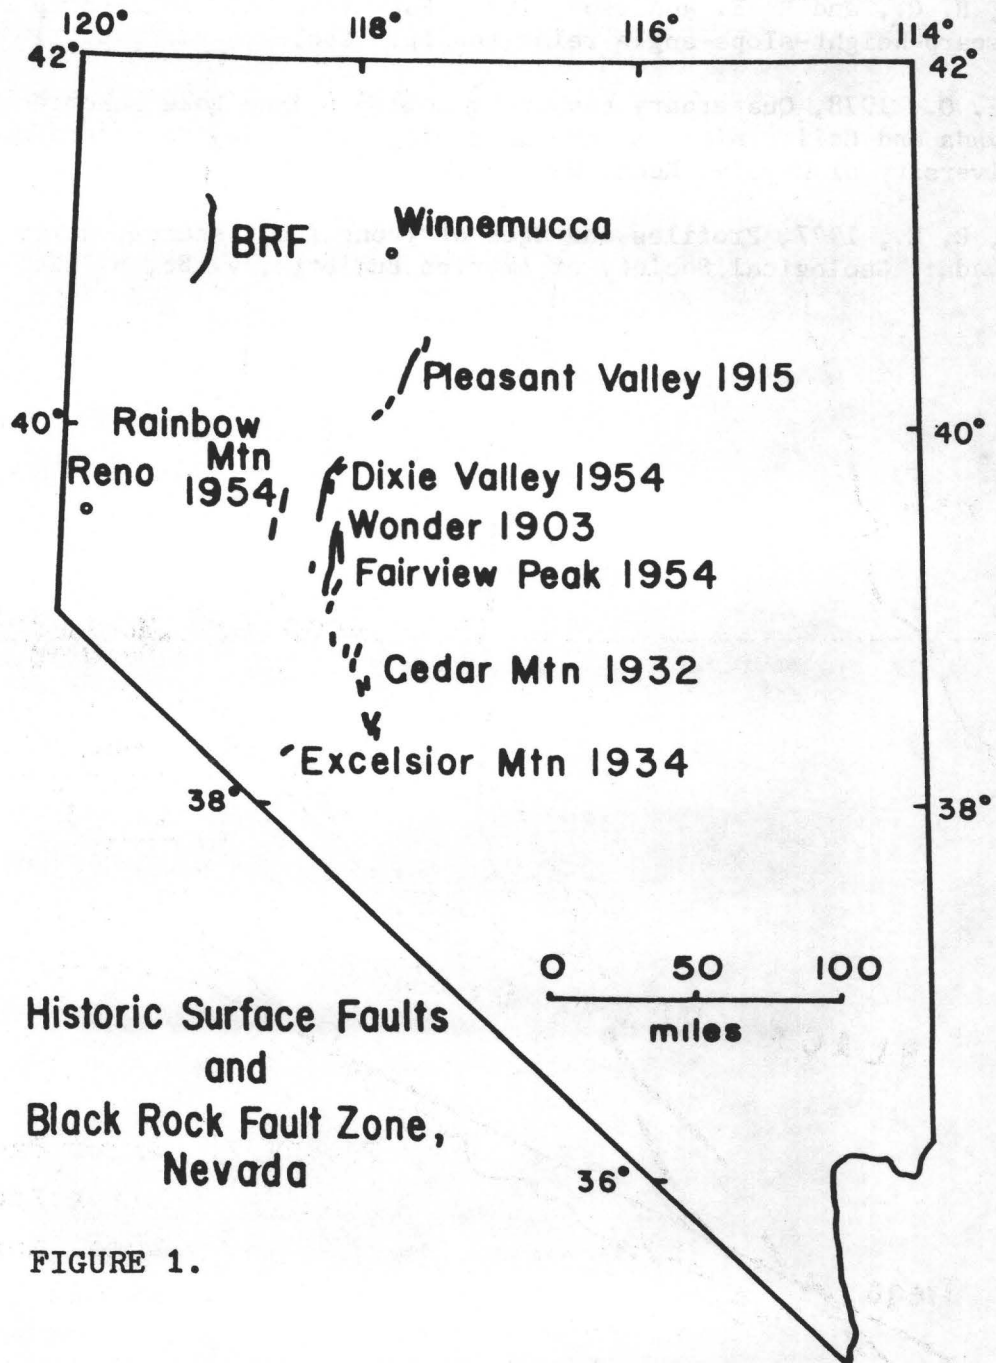 120° 118° 116° 114°
42° 42°
BRF
Winnemucca
Pleasant Valley 1915
40° 40°
Rainbow
Mtn
1954
Reno
Dixie Valley 1954
Wonder 1903
Fairview Peak 1954
Cedar Mtn 1932
Excelsior Mtn 1934
38° 38°
0 50 100
miles
Historic Surface Faults
and
Black Rock Fault Zone,
Nevada
36°
FIGURE 1.